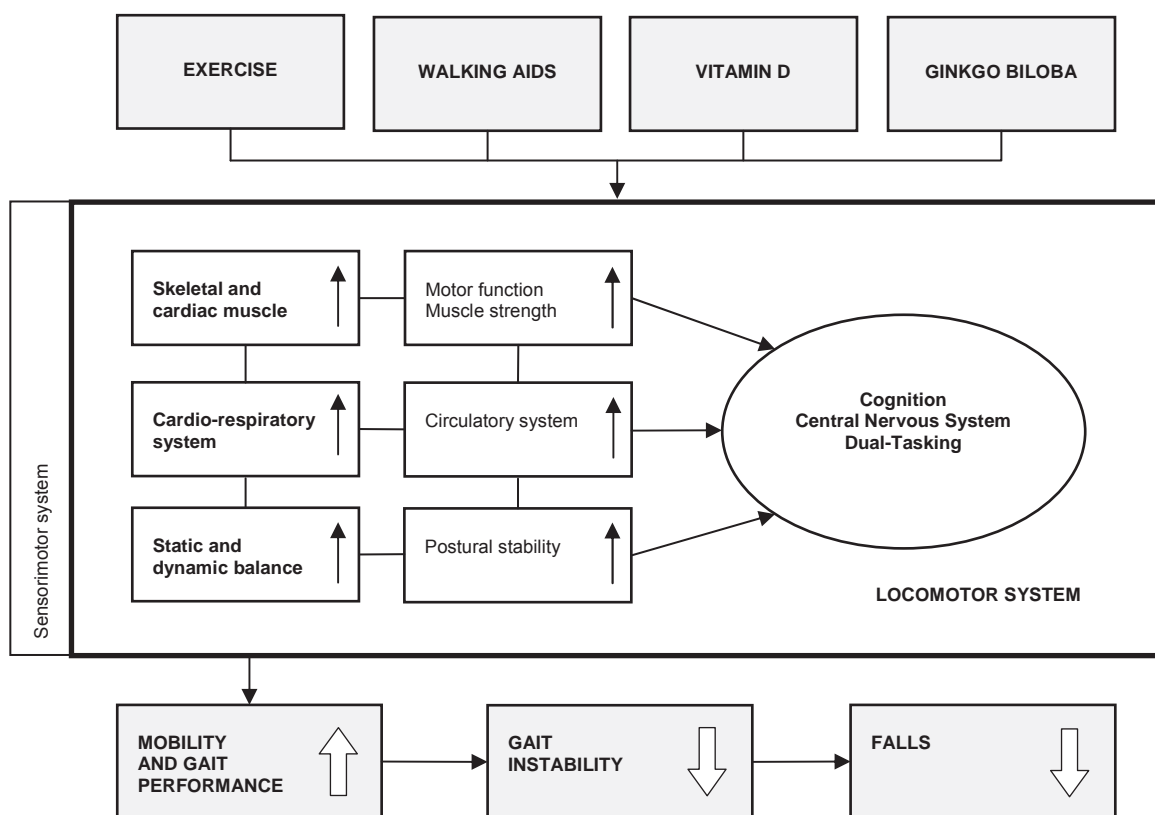 EXERCISE
WALKING AIDS
VITAMIN D
GINKGO BILOBA
Sensorimotor system
Skeletal and
cardiac muscle
Motor function
Muscle strength
Cardio-respiratory
system
Circulatory system
Cognition
Central Nervous System
Dual-Tasking
Static and
dynamic balance
Postural stability
LOCOMOTOR SYSTEM
MOBILITY
AND GAIT
PERFORMANCE
GAIT
INSTABILITY
FALLS